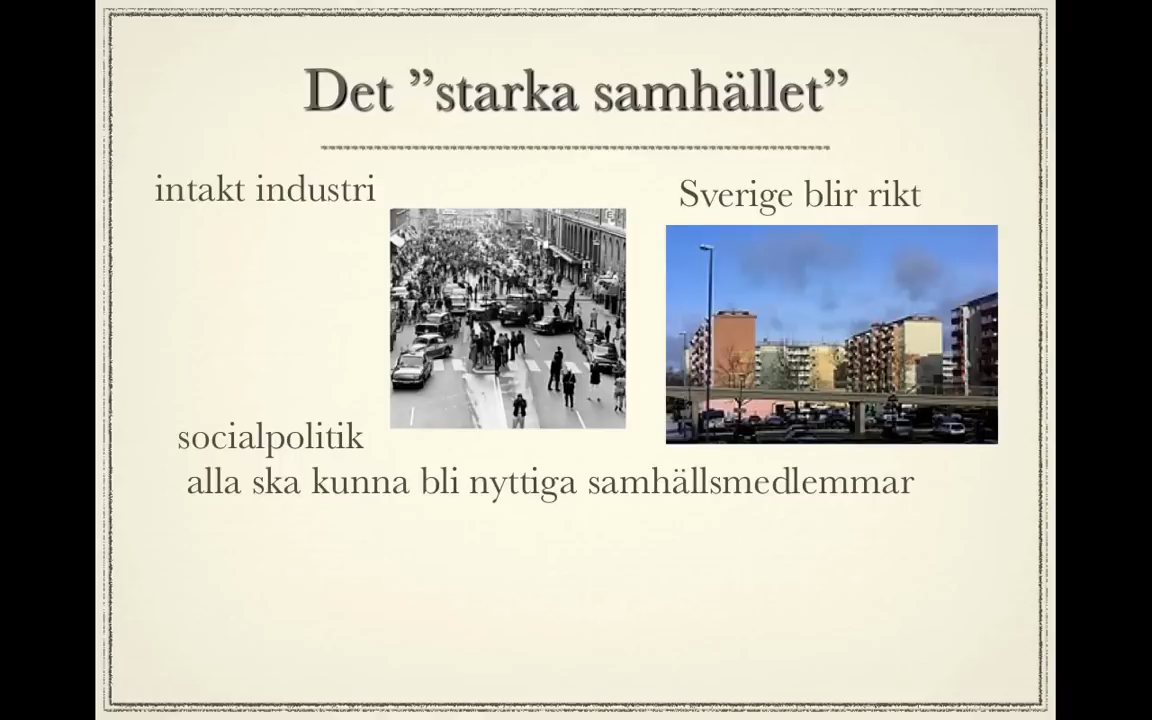 Det ”starka samhället”
intakt industri
Sverige blir rikt
socialpolitik
alla ska kunna bli nyttiga samhällsmedlemmar